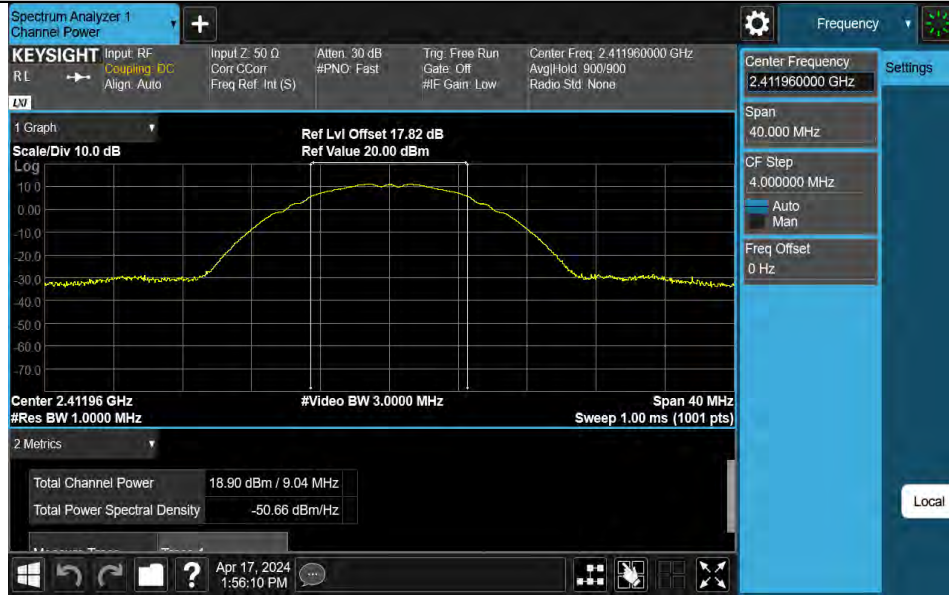 Spectrum Analyzer 1
Channel Power
+
Frequency
KEYSIGHT Input: RF Input Z: 50 Ω Atten: 30 dB Trig: Free Run Center Freq: 2.411960000 GHz
RL Coupling: DC Corr CCorr #PNO: Fast Gate: Off Avg|Hold: 900/900
Align: Auto Freq Ref: Int (S) #IF Gain: Low Radio Std: None
LXI
1 Graph
Scale/Div 10.0 dB
Ref Lvl Offset 17.82 dB
Ref Value 20.00 dBm
Log
10.0
0.00
-10.0
-20.0
-30.0
-40.0
-50.0
-60.0
-70.0
Center 2.41196 GHz #Video BW 3.0000 MHz Span 40 MHz
#Res BW 1.0000 MHz Sweep 1.00 ms (1001 pts)
2 Metrics
Total Channel Power 18.90 dBm / 9.04 MHz
Total Power Spectral Density -50.66 dBm/Hz
?
Apr 17, 2024
1:56:10 PM
Center Frequency
2.411960000 GHz
Settings
Span
40.000 MHz
CF Step
4.000000 MHz
Auto
Man
Freq Offset
0 Hz
Local